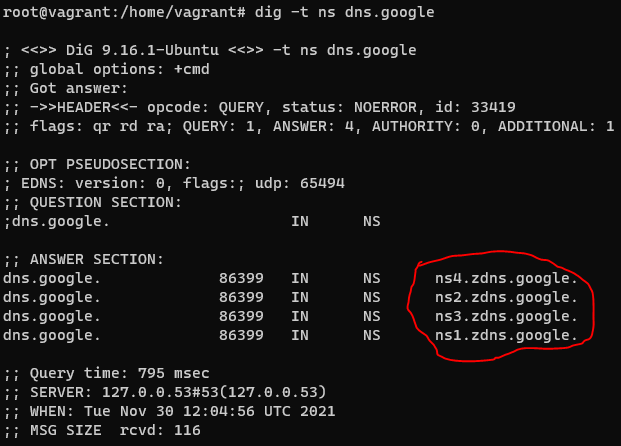 root@vagrant:/home/vagrant# dig -t ns dns.google

; <<>> DiG 9.16.1-Ubuntu <<>> -t ns dns.google
;; global options: +cmd
;; Got answer:
;; ->>HEADER<<- opcode: QUERY, status: NOERROR, id: 33419
;; flags: qr rd ra; QUERY: 1, ANSWER: 4, AUTHORITY: 0, ADDITIONAL: 1

;; OPT PSEUDOSECTION:
; EDNS: version: 0, flags:; udp: 65494
;; QUESTION SECTION:
;dns.google.                    IN      NS

;; ANSWER SECTION:
dns.google.             86399   IN      NS      ns4.zdns.google.
dns.google.             86399   IN      NS      ns2.zdns.google.
dns.google.             86399   IN      NS      ns3.zdns.google.
dns.google.             86399   IN      NS      ns1.zdns.google.

;; Query time: 795 msec
;; SERVER: 127.0.0.53#53(127.0.0.53)
;; WHEN: Tue Nov 30 12:04:56 UTC 2021
;; MSG SIZE  rcvd: 116